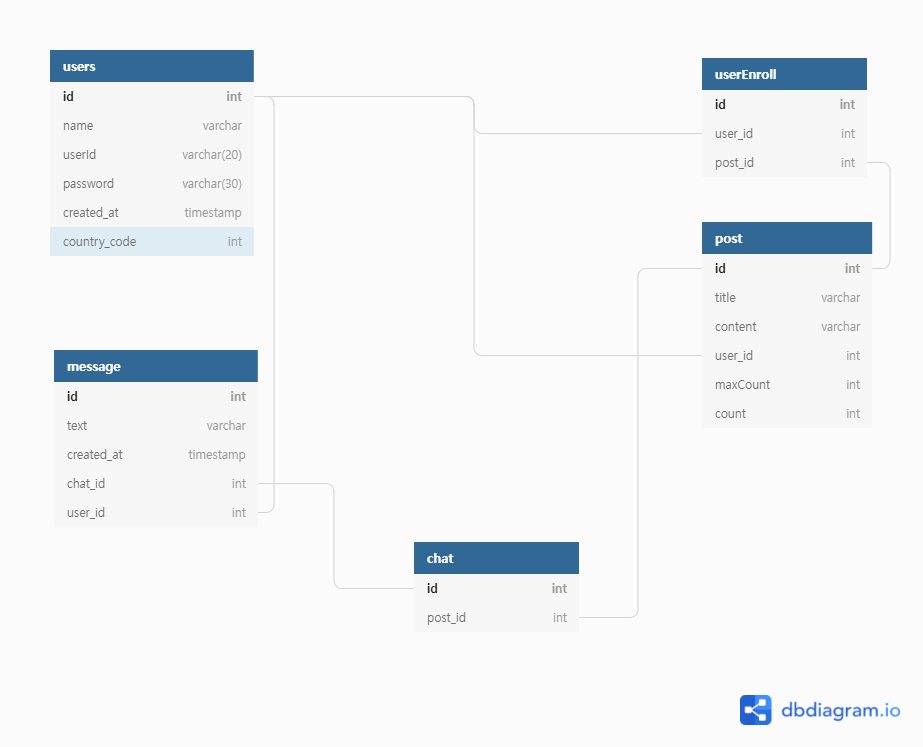 users
id int
name varchar
userId varchar(20)
password varchar(30)
created_at timestamp
country_code int
userEnroll
id int
user_id int
post_id int
post
id int
title varchar
content varchar
user_id int
maxCount int
count int
message
id int
text varchar
created_at timestamp
chat_id int
user_id int
chat
id int
post_id int
dbdiagram.io